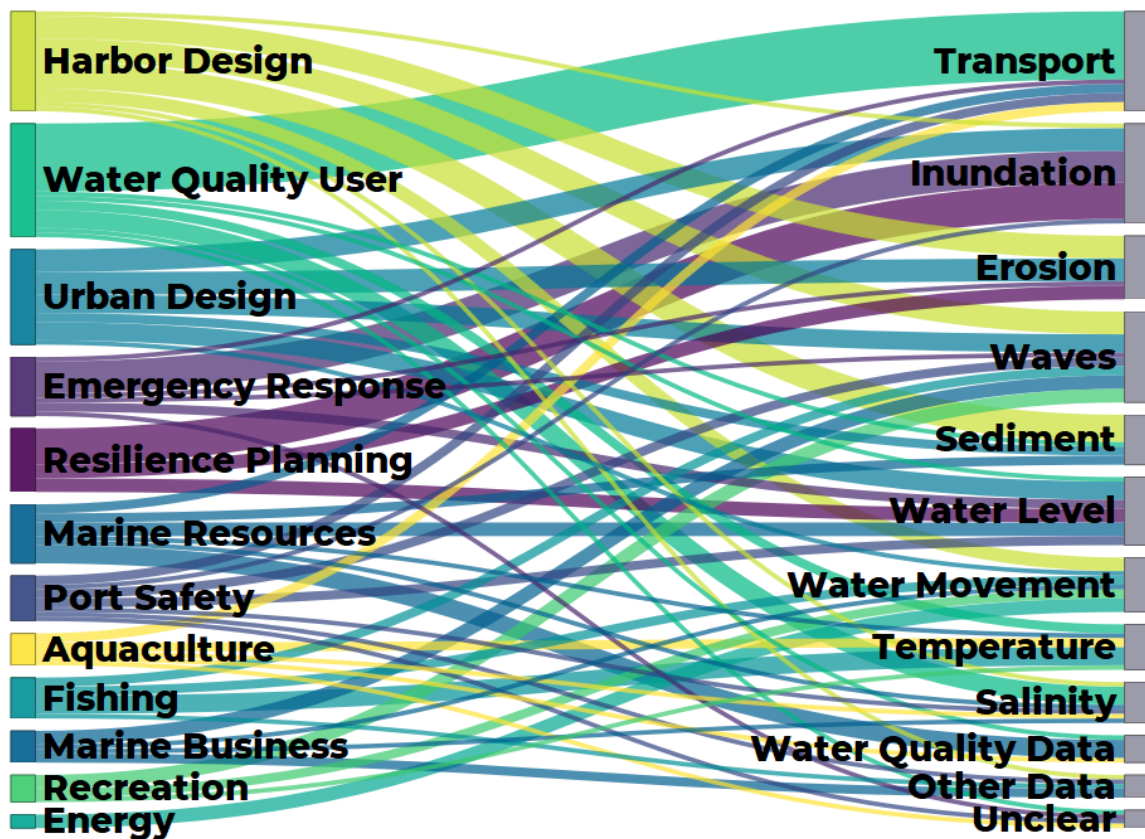 Harbor Design
Water Quality User
Urban Design
Emergency Response
Resilience Planning
Marine Resources
Port Safety
Aquaculture
Fishing
Marine Business
Recreation
Energy
Transport
Inundation
Erosion
Waves
Sediment
Water Level
Water Movement
Temperature
Salinity
Water Quality Data
Other Data
Unclear